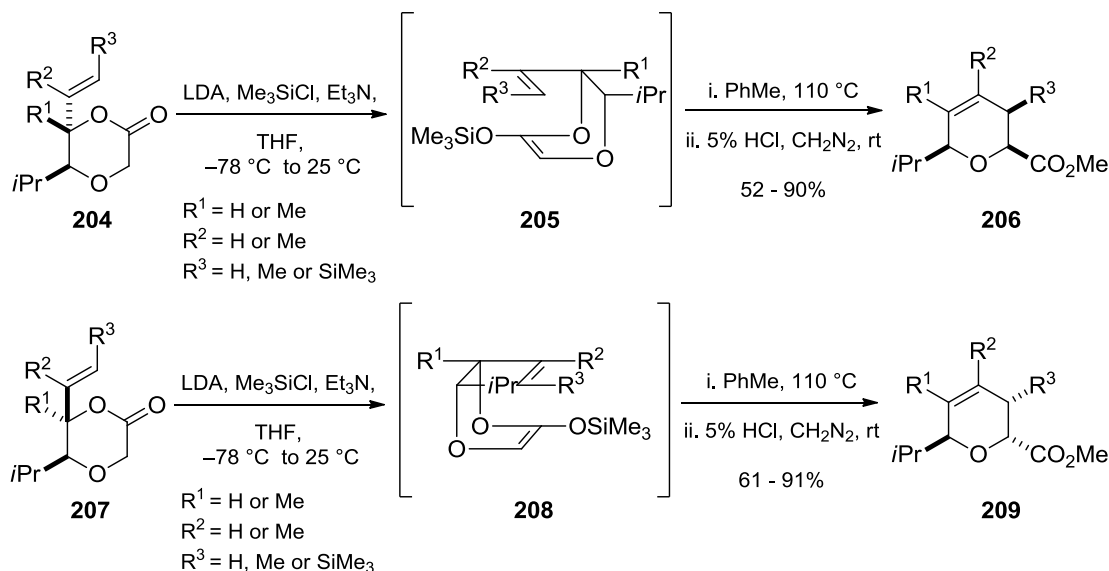 R³
R²
R¹
O
O
iPr
O
204
LDA, Me₃SiCl, Et₃N,
THF,
–78 °C to 25 °C
R¹ = H or Me
R² = H or Me
R³ = H, Me or SiMe₃
R²
R¹
R³
iPr
Me₃SiO
O
O
205
i. PhMe, 110 °C
ii. 5% HCl, CH₂N₂, rt
52 - 90%
R²
R¹
R³
iPr
O
CO₂Me
206
R³
R²
R¹
O
O
iPr
O
207
LDA, Me₃SiCl, Et₃N,
THF,
–78 °C to 25 °C
R¹ = H or Me
R² = H or Me
R³ = H, Me or SiMe₃
R¹
R²
iPr
R³
O
OSiMe₃
O
208
i. PhMe, 110 °C
ii. 5% HCl, CH₂N₂, rt
61 - 91%
R²
R¹
R³
iPr
O
CO₂Me
209